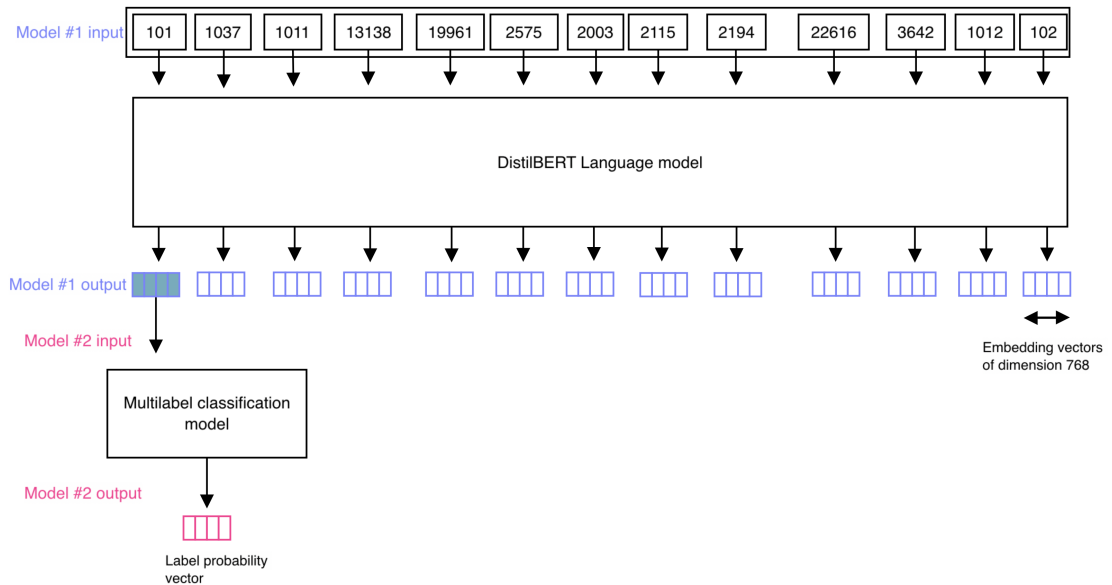 Model #1 input
101 1037 1011 13138 19961 2575 2003 2115 2194 22616 3642 1012 102
DistilBERT Language model
Model #1 output
Model #2 input
Embedding vectors
of dimension 768
Multilabel classification
model
Model #2 output
Label probability
vector